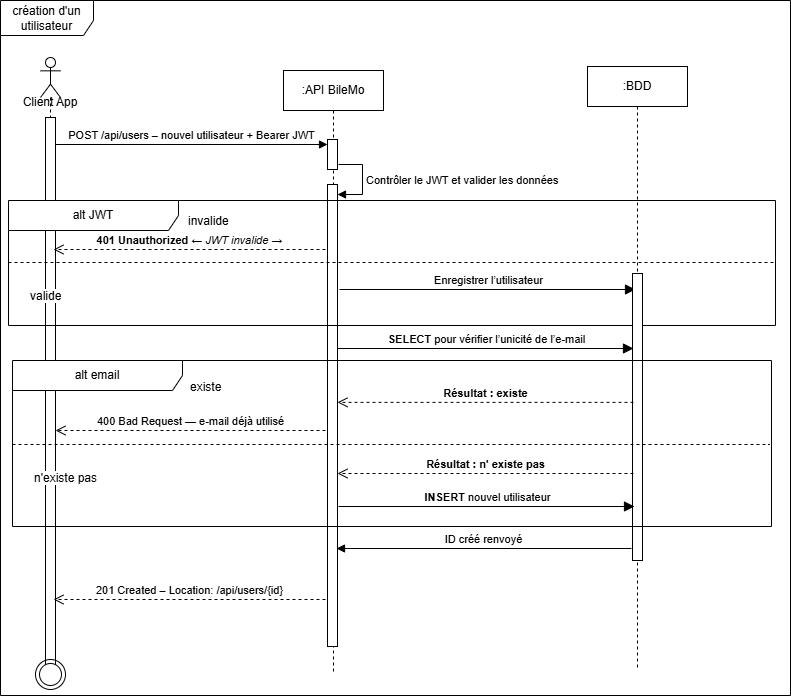 création d'un
utilisateur
Client App
:API BileMo
:BDD
POST /api/users – nouvel utilisateur + Bearer JWT
Contrôler le JWT et valider les données
alt JWT
invalide
401 Unauthorized ← JWT invalide →
Enregistrer l'utilisateur
valide
SELECT pour vérifier l'unicité de l'e-mail
alt email
existe
Résultat : existe
400 Bad Request — e-mail déjà utilisé
Résultat : n' existe pas
n'existe pas
INSERT nouvel utilisateur
ID créé renvoyé
201 Created – Location: /api/users/{id}